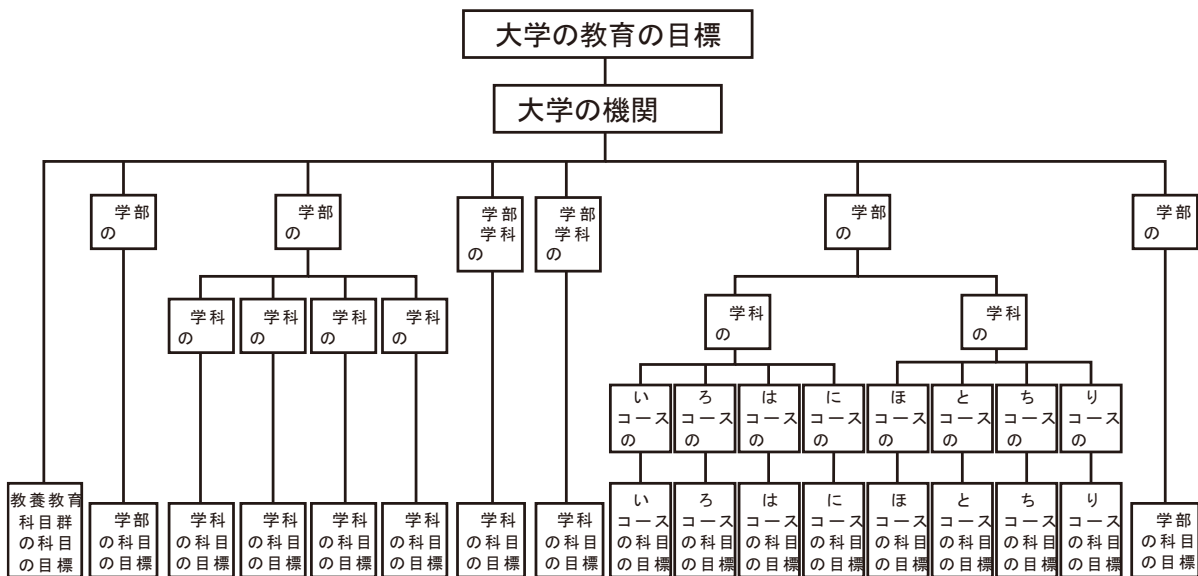 大学の教育の目標
大学の機関
学部
の
学部
の
学部
学科
の
学部
学科
の
学部
の
学部
の
学科
の
学科
の
学科
の
学科
の
学科
の
学科
の
い
コース
の
ろ
コース
の
は
コース
の
に
コース
の
ほ
コース
の
と
コース
の
ち
コース
の
り
コース
の
教養教育
科目群
の科目
の目標
学部
の科目
の目標
学科
の科目
の目標
学科
の科目
の目標
学科
の科目
の目標
学科
の科目
の目標
学科
の科目
の目標
学科
の科目
の目標
い
コース
の科目
の目標
ろ
コース
の科目
の目標
は
コース
の科目
の目標
に
コース
の科目
の目標
ほ
コース
の科目
の目標
と
コース
の科目
の目標
ち
コース
の科目
の目標
り
コース
の科目
の目標
学部
の科目
の目標